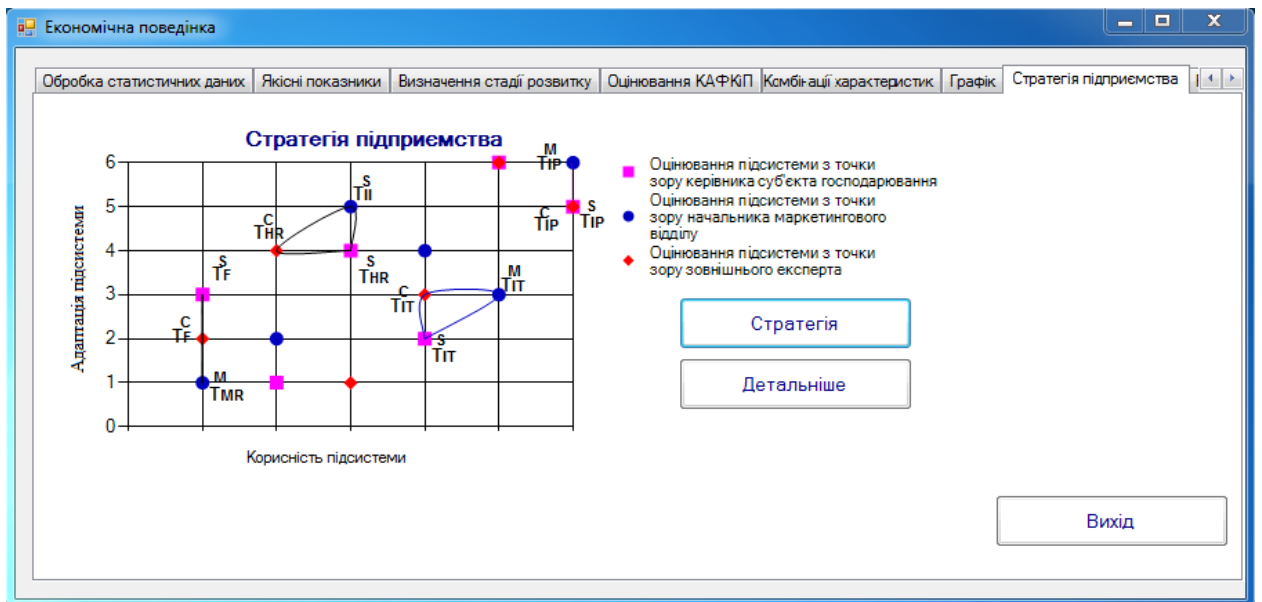 Економічна поведінка
Обробка статистичних даних
Якісні показники
Визначення стадії розвитку
Оцінювання КАФКіП
Комбінації характеристик
Графік
Стратегія підприємства
Стратегія підприємства
Адаптація підсистеми
6
5
4
3
2
1
0
M
TIP
S
TII
C
TIP
S
TIP
C
THR
S
THR
S
TF
M
TIT
C
TIT
C
TF
S
TIT
M
TMR
Корисність підсистеми
Оцінювання підсистеми з точки
зору керівника суб'єкта господарювання
Оцінювання підсистеми з точки
зору начальника маркетингового
відділу
Оцінювання підсистеми з точки
зору зовнішнього експерта
Стратегія
Детальніше
Вихід